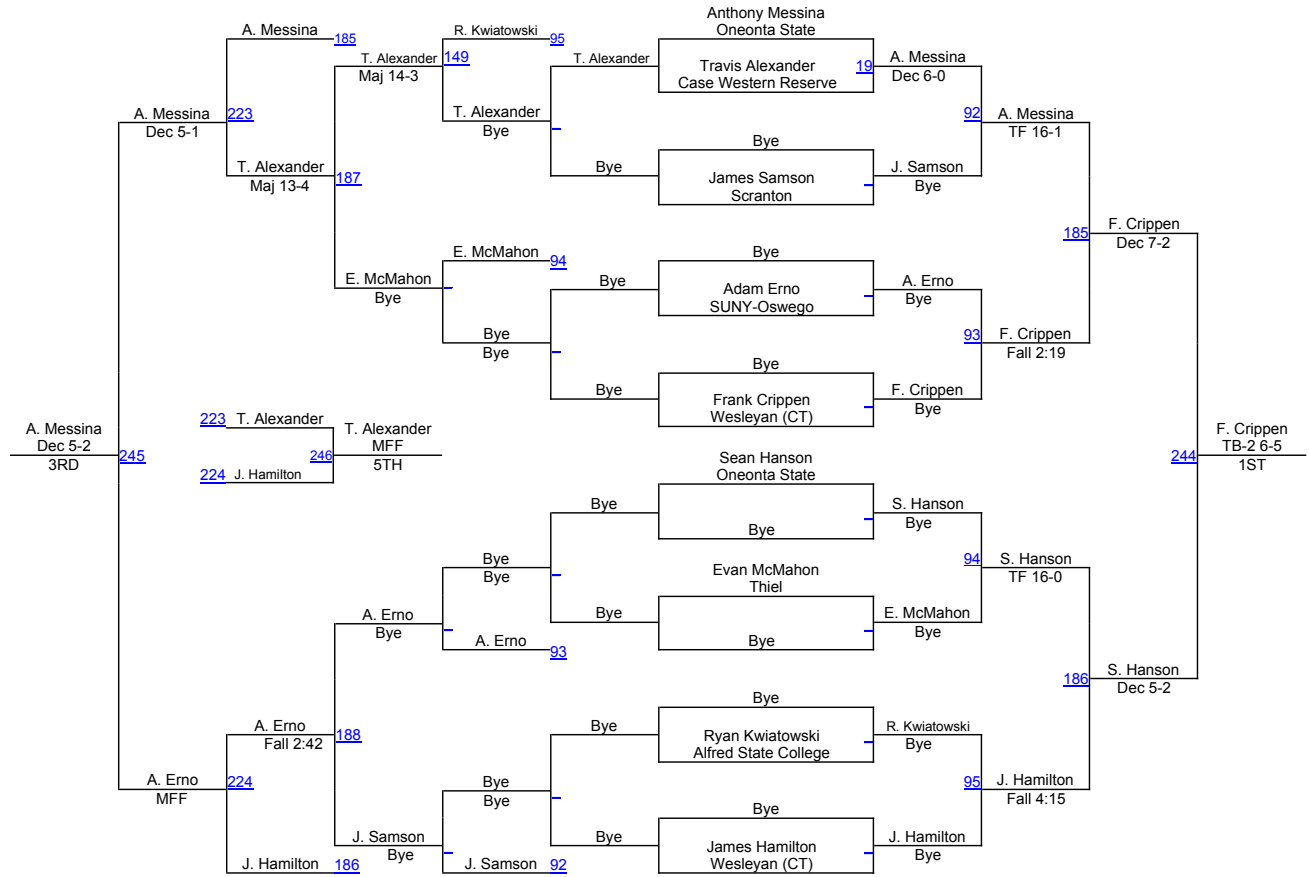 Anthony Messina
Oneonta State
A. Messina
185
R. Kwiatowski
95
T. Alexander
149
Maj 14-3
T. Alexander
Travis Alexander
Case Western Reserve
19
A. Messina
Dec 6-0
A. Messina
Dec 5-1
223
T. Alexander
Bye
92
A. Messina
TF 16-1
Bye
T. Alexander
Maj 13-4
187
Bye
James Samson
Scranton
J. Samson
Bye
F. Crippen
Dec 7-2
185
E. McMahon
94
Bye
E. McMahon
Bye
Bye
Adam Erno
SUNY-Oswego
A. Erno
Bye
Bye
Bye
93
F. Crippen
Fall 2:19
Bye
Bye
Frank Crippen
Wesleyan (CT)
F. Crippen
Bye
A. Messina
Dec 5-2
3RD
245
223
T. Alexander
224
J. Hamilton
246
T. Alexander
MFF
5TH
Sean Hanson
Oneonta State
244
F. Crippen
TB-2 6-5
1ST
Bye
Bye
S. Hanson
Bye
Bye
Bye
94
S. Hanson
TF 16-0
Evan McMahon
Thiel
A. Erno
Bye
Bye
Bye
E. McMahon
Bye
A. Erno
93
186
S. Hanson
Dec 5-2
Bye
A. Erno
Fall 2:42
188
Bye
Ryan Kwiatowski
Alfred State College
R. Kwiatowski
Bye
A. Erno
MFF
224
Bye
Bye
95
J. Hamilton
Fall 4:15
Bye
J. Samson
Bye
Bye
James Hamilton
Wesleyan (CT)
J. Hamilton
Bye
J. Hamilton
186
J. Samson
92